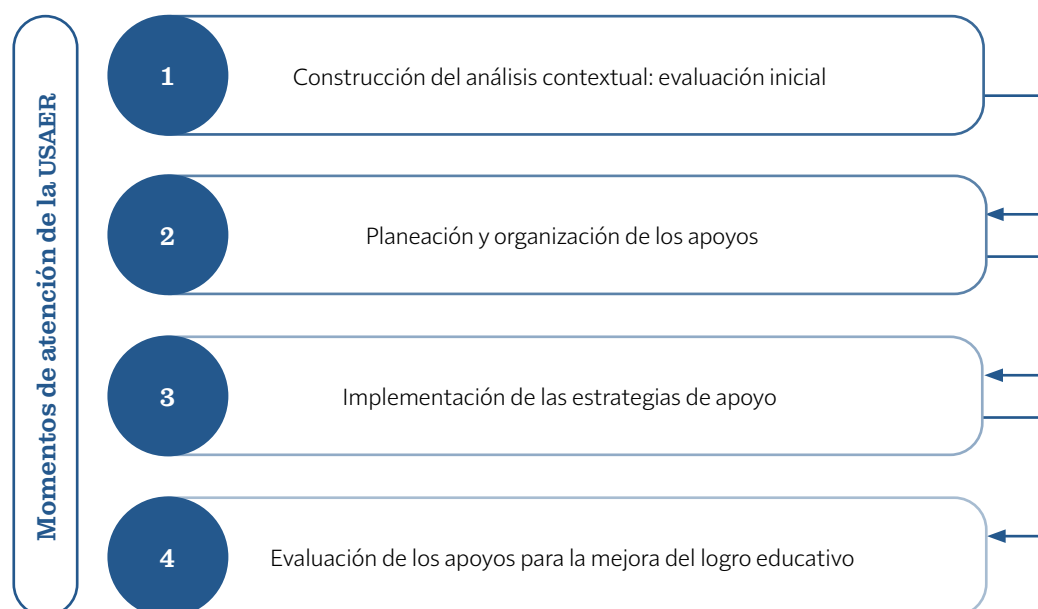 Momentos de atención de la USAER
1
Construcción del análisis contextual: evaluación inicial
2
Planeación y organización de los apoyos
3
Implementación de las estrategias de apoyo
4
Evaluación de los apoyos para la mejora del logro educativo